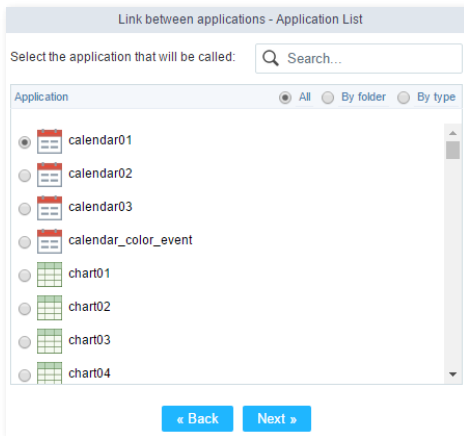 Link between applications - Application List
Select the application that will be called: Search...
Application All By folder By type
calendar01
calendar02
calendar03
calendar_color_event
chart01
chart02
chart03
chart04
« Back Next »